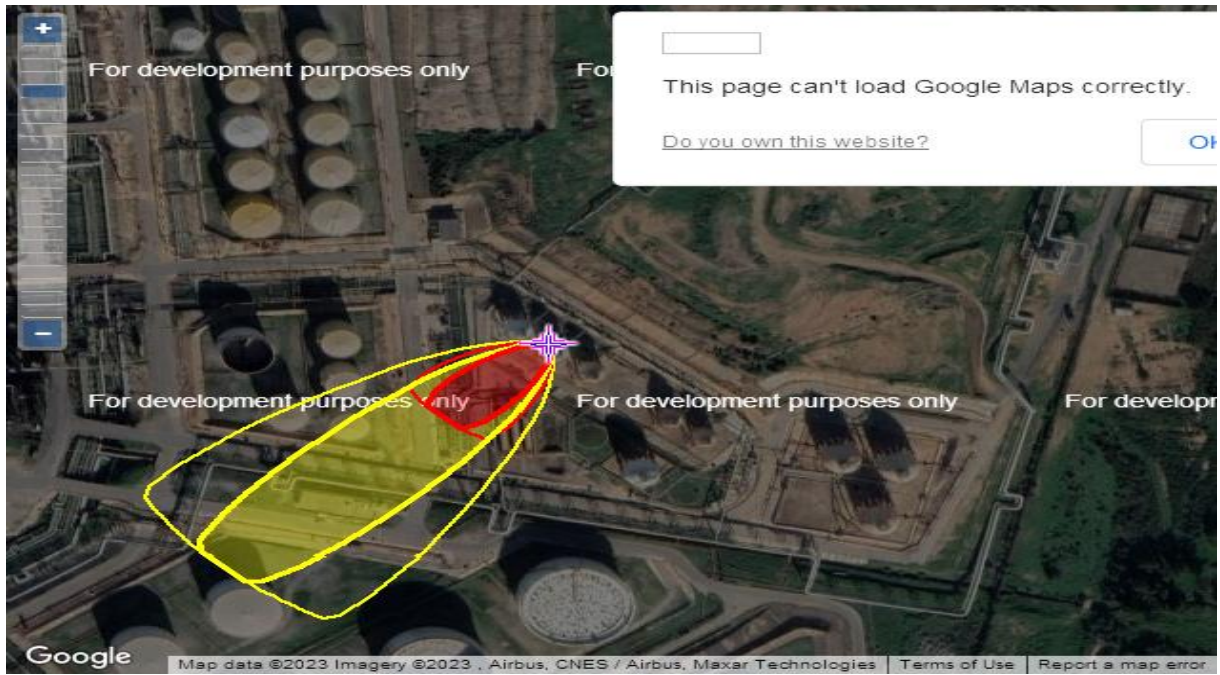 +
For development purposes only
For
This page can't load Google Maps correctly.
Do you own this website?
OK
−
For development purposes only
For development purposes only
For developm
Google
Map data ©2023 Imagery ©2023 , Airbus, CNES / Airbus, Maxar Technologies
Terms of Use
Report a map error